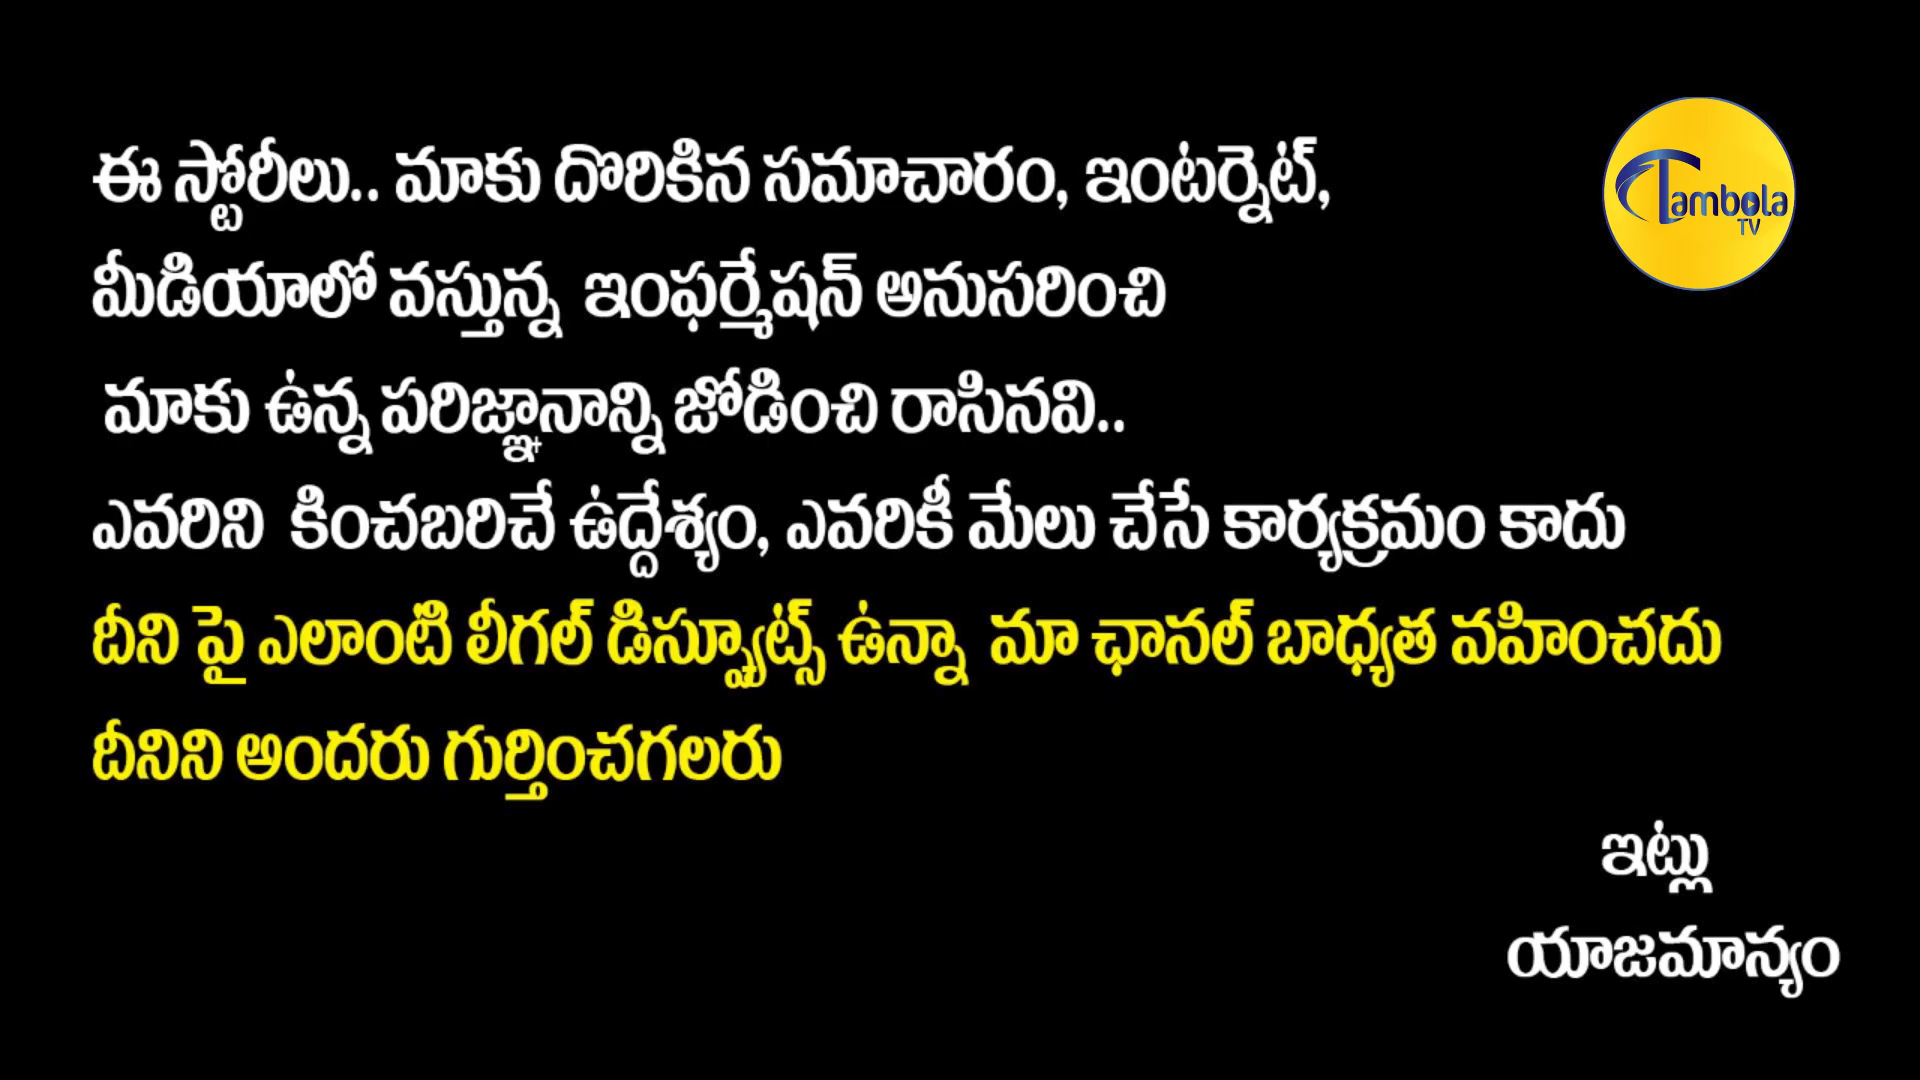 ఈ స్టోరీలు.. మాకు దొరికిన సమాచారం, ఇంటర్నెట్,
Tambola
TV
మీడియాలో వస్తున్న ఇంఫర్మేషన్ అనుసరించి
మాకు ఉన్న పరిజ్ఞానాన్ని జోడించి రాసినవి..
ఎవరిని కించబరిచే ఉద్దేశ్యం, ఎవరికీ మేలు చేసే కార్యక్రమం కాదు
దీని పై ఎలాంటి లీగల్ డిస్ప్యూట్స్ ఉన్నా మా ఛానల్ బాధ్యత వహించదు
దీనిని అందరు గుర్తించగలరు
ఇట్లు
యాజమాన్యం